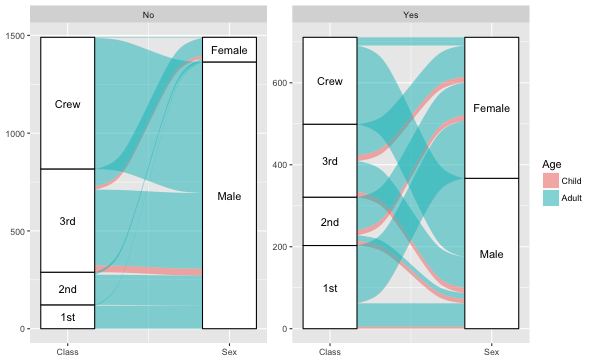 No
Yes
1500
1000
500
0
Crew
3rd
2nd
1st
Female
Male
Class
Sex
600
400
200
0
Crew
3rd
2nd
1st
Female
Male
Class
Sex
Age
Child
Adult